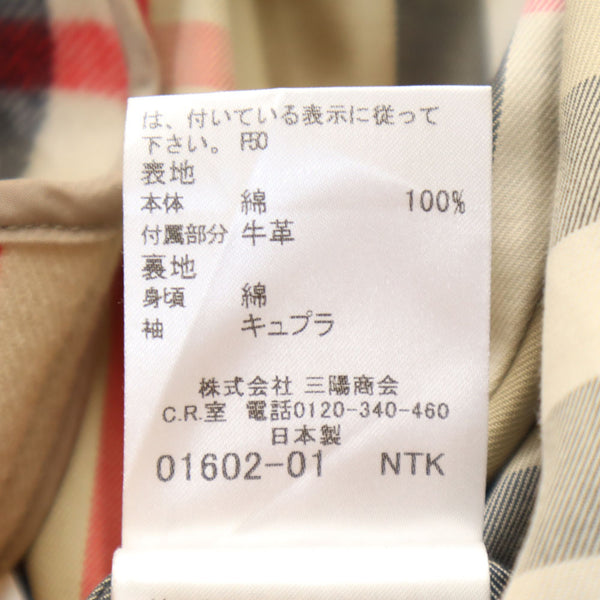 は、付いている表示に従って
下さい。 F50
表地
本体 綿 100%
付属部分 牛革
裏地
身頃 綿
袖 キュプラ
株式会社 三陽商会
C.R.室 電話0120-340-460
日本製
01602-01 NTK